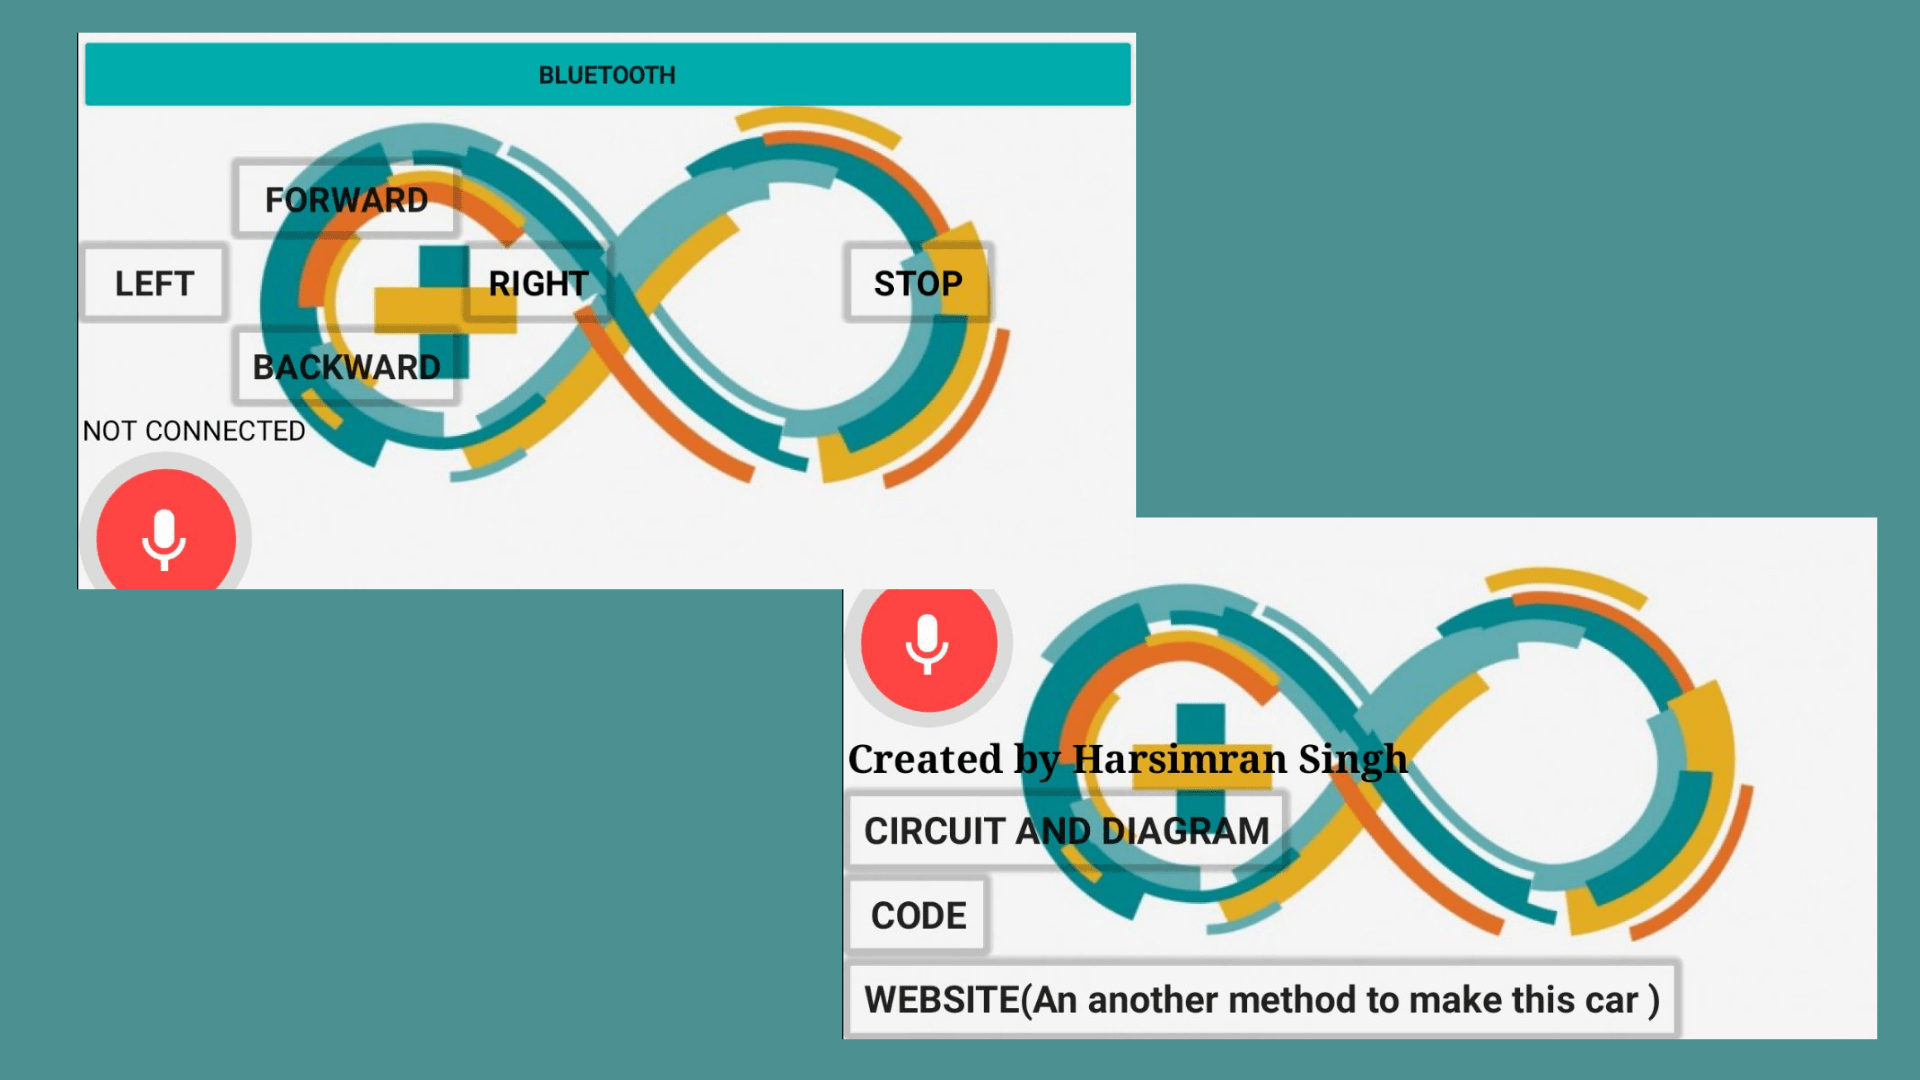 BLUETOOTH
FORWARD
LEFT RIGHT STOP
BACKWARD
NOT CONNECTED
Created by Harsimran Singh
CIRCUIT AND DIAGRAM
CODE
WEBSITE(An another method to make this car )